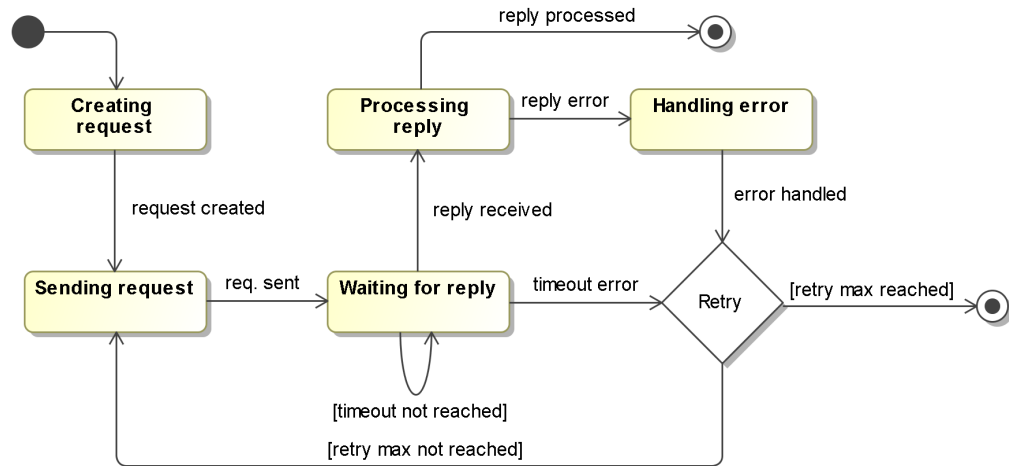 reply processed
Creating
request
Processing
reply
reply error
Handling error
request created
reply received
error handled
Sending request
req. sent
Waiting for reply
timeout error
Retry
[retry max reached]
[timeout not reached]
[retry max not reached]